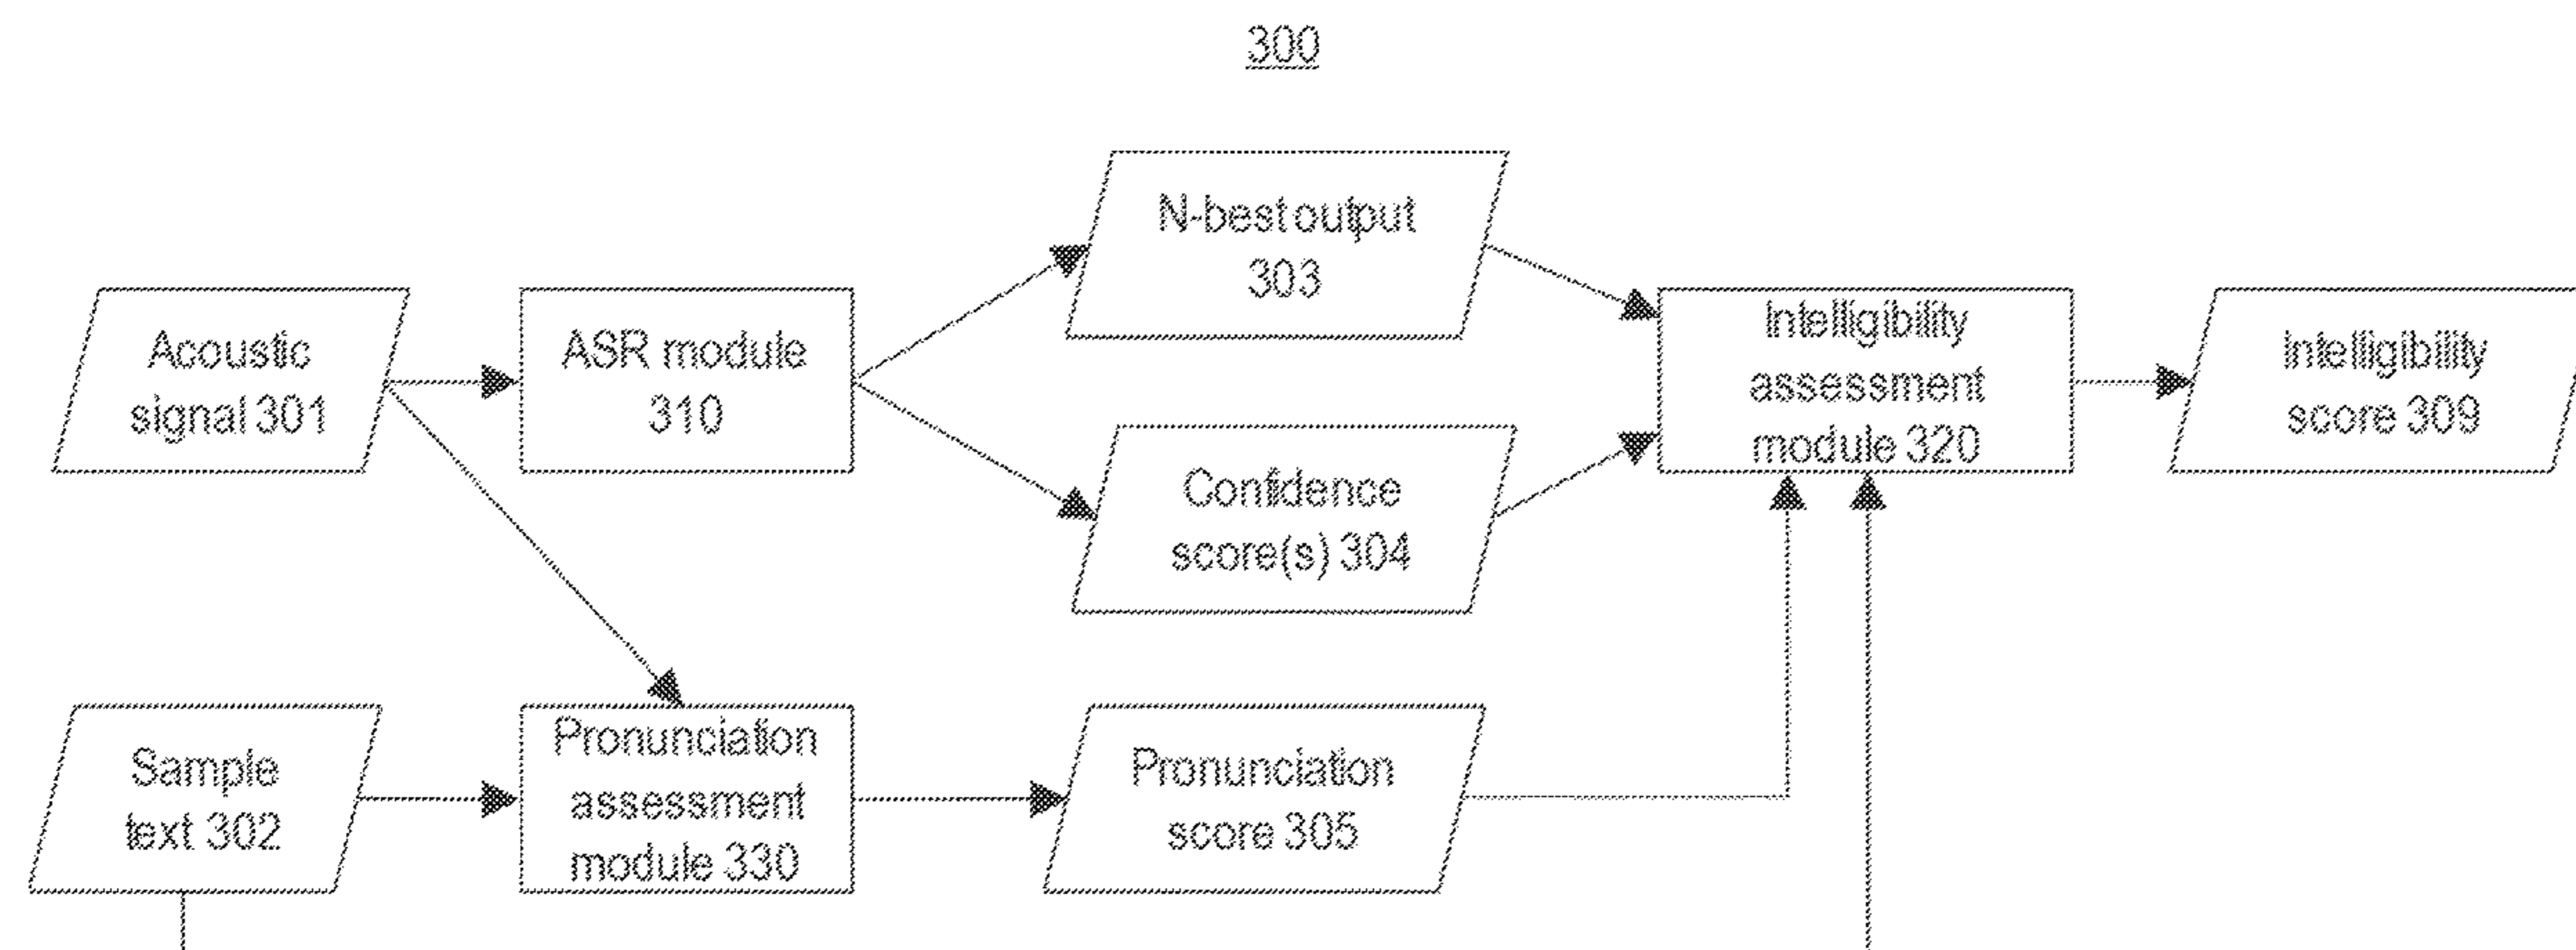 300
N-best output
303
Acoustic
signal 301
ASR module
310
Intelligibility
assessment
module 320
Intelligibility
score 309
Confidence
score(s) 304
Sample
text 302
Pronunciation
assessment
module 330
Pronunciation
score 305